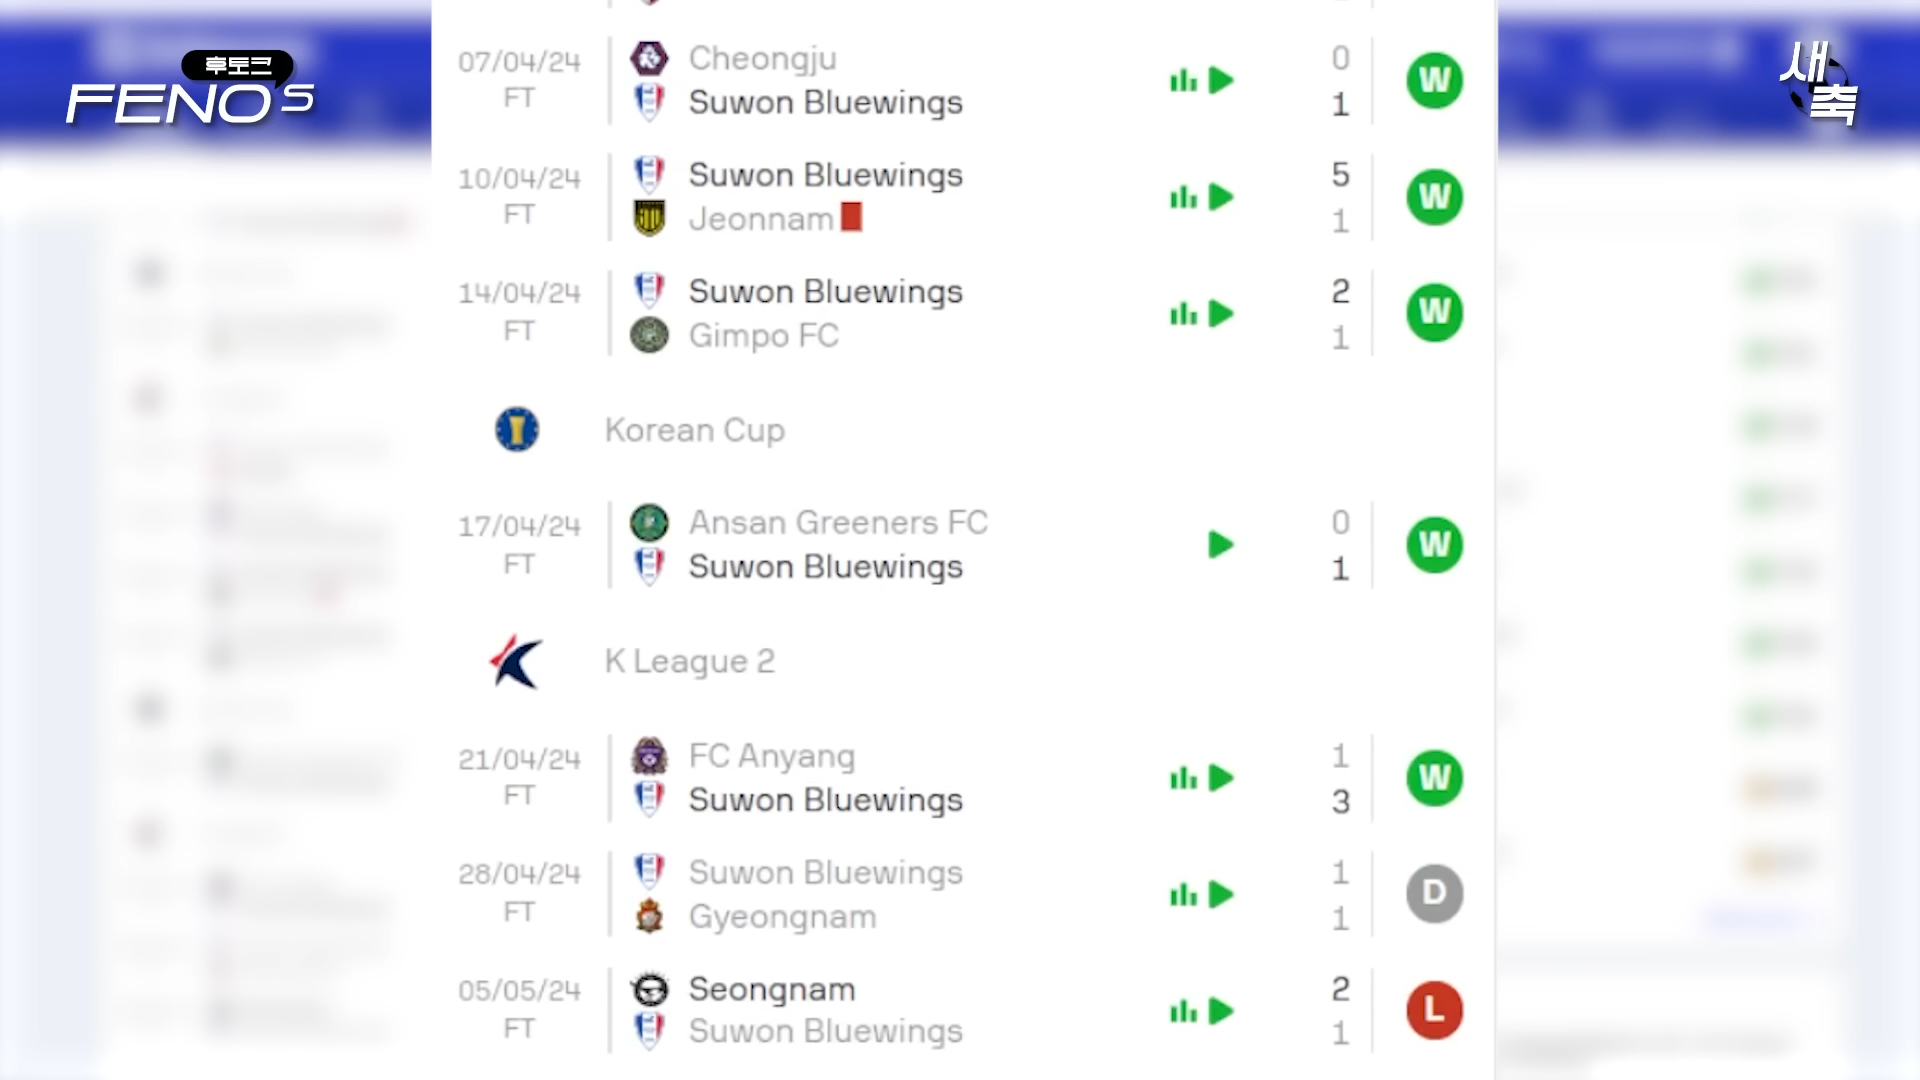 후토크
FENO S
새축
07/04/24
FT
Cheongju
0
Suwon Bluewings
1
W
10/04/24
FT
Suwon Bluewings
5
Jeonnam
1
W
14/04/24
FT
Suwon Bluewings
2
Gimpo FC
1
W
Korean Cup
17/04/24
FT
Ansan Greeners FC
0
Suwon Bluewings
1
W
K League 2
21/04/24
FT
FC Anyang
1
Suwon Bluewings
3
W
28/04/24
FT
Suwon Bluewings
1
Gyeongnam
1
D
05/05/24
FT
Seongnam
2
Suwon Bluewings
1
L